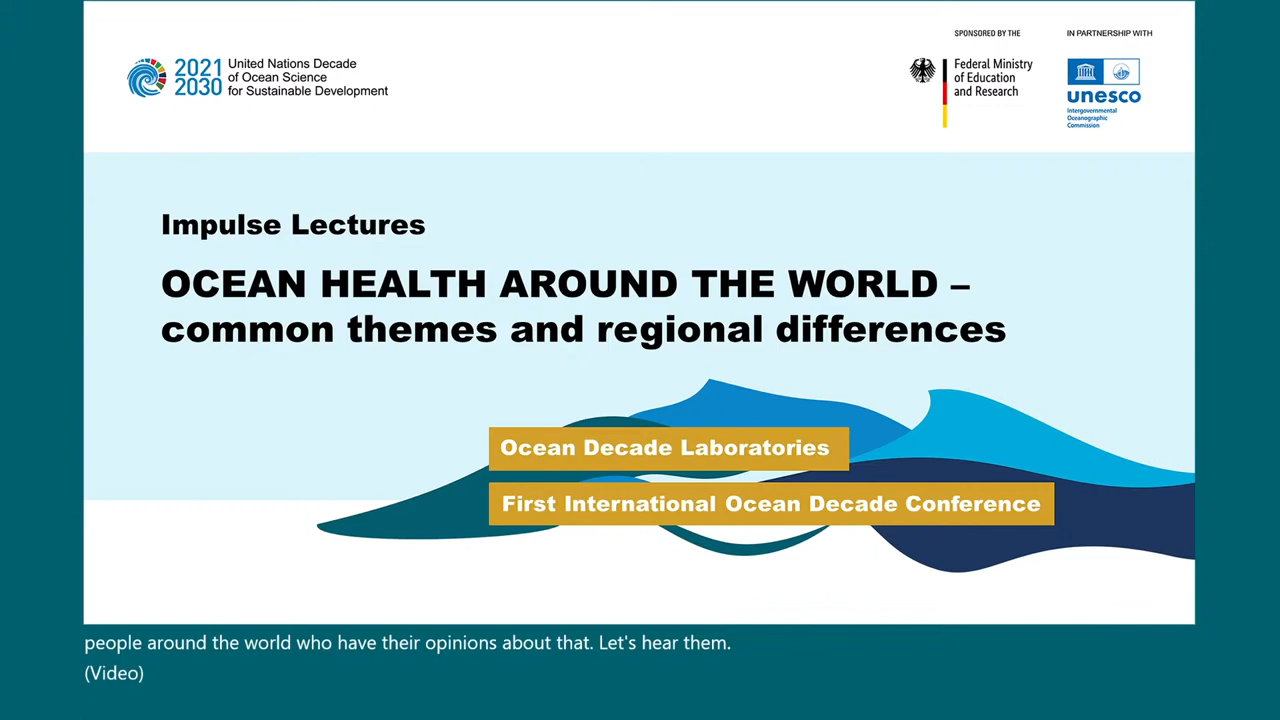 SPONSORED BY THE
IN PARTNERSHIP WITH
2021
2030
United Nations Decade
of Ocean Science
for Sustainable Development
Federal Ministry
of Education
and Research
unesco
Intergovernmental
Oceanographic
Commission
Impulse Lectures
OCEAN HEALTH AROUND THE WORLD –
common themes and regional differences
Ocean Decade Laboratories
First International Ocean Decade Conference
people around the world who have their opinions about that. Let's hear them.
(Video)